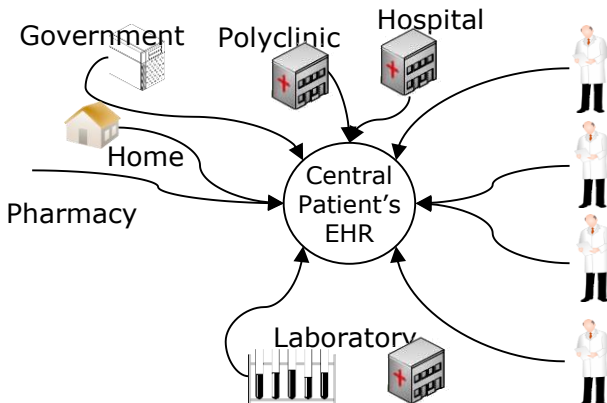 Hospital
Government
Polyclinic
Home
Central
Patient's
EHR
Pharmacy
Laboratory